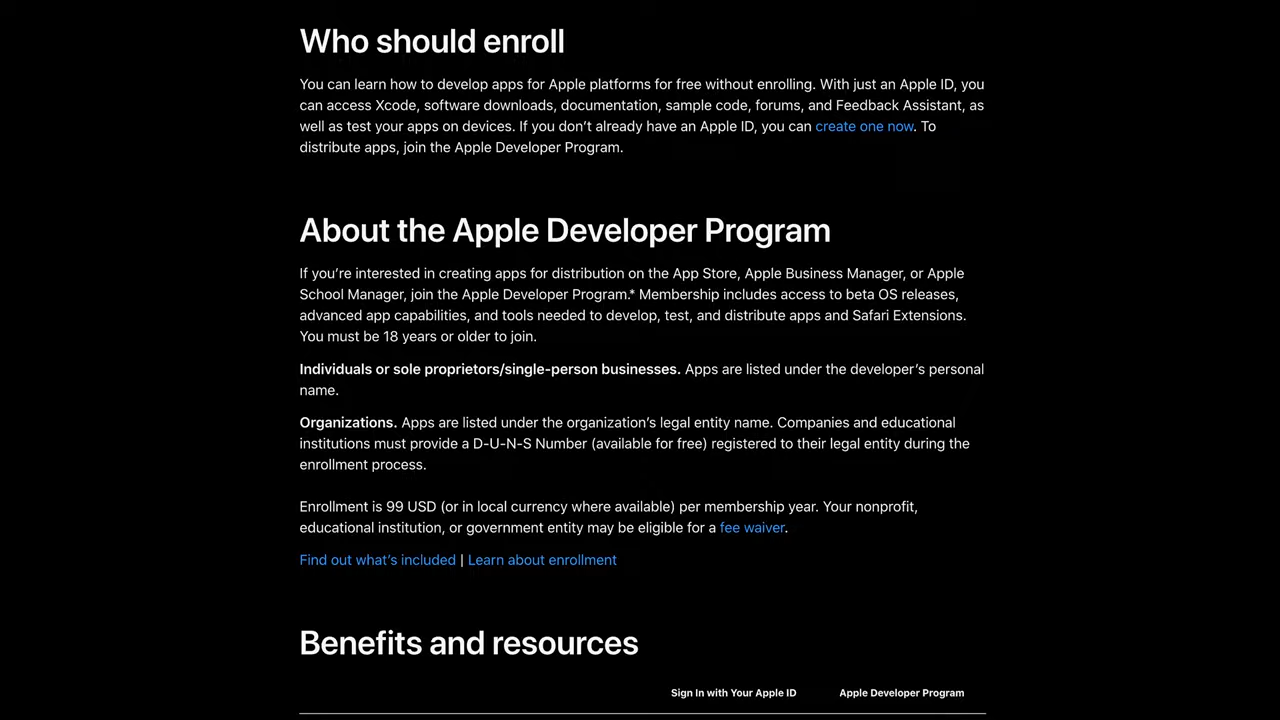 Who should enroll
You can learn how to develop apps for Apple platforms for free without enrolling. With just an Apple ID, you
can access Xcode, software downloads, documentation, sample code, forums, and Feedback Assistant, as
well as test your apps on devices. If you don’t already have an Apple ID, you can create one now. To
distribute apps, join the Apple Developer Program.
About the Apple Developer Program
If you’re interested in creating apps for distribution on the App Store, Apple Business Manager, or Apple
School Manager, join the Apple Developer Program.* Membership includes access to beta OS releases,
advanced app capabilities, and tools needed to develop, test, and distribute apps and Safari Extensions.
You must be 18 years or older to join.
Individuals or sole proprietors/single-person businesses. Apps are listed under the developer’s personal
name.
Organizations. Apps are listed under the organization’s legal entity name. Companies and educational
institutions must provide a D-U-N-S Number (available for free) registered to their legal entity during the
enrollment process.
Enrollment is 99 USD (or in local currency where available) per membership year. Your nonprofit,
educational institution, or government entity may be eligible for a fee waiver.
Find out what’s included | Learn about enrollment
Benefits and resources
Sign In with Your Apple ID Apple Developer Program